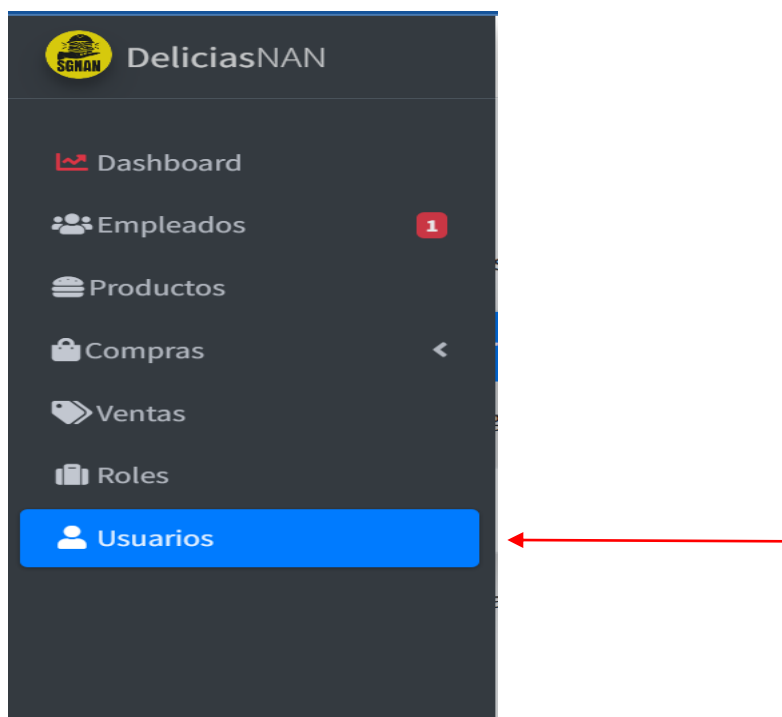 SGNAN
DeliciasNAN
Dashboard
Empleados 1
Productos
Compras
Ventas
Roles
Usuarios